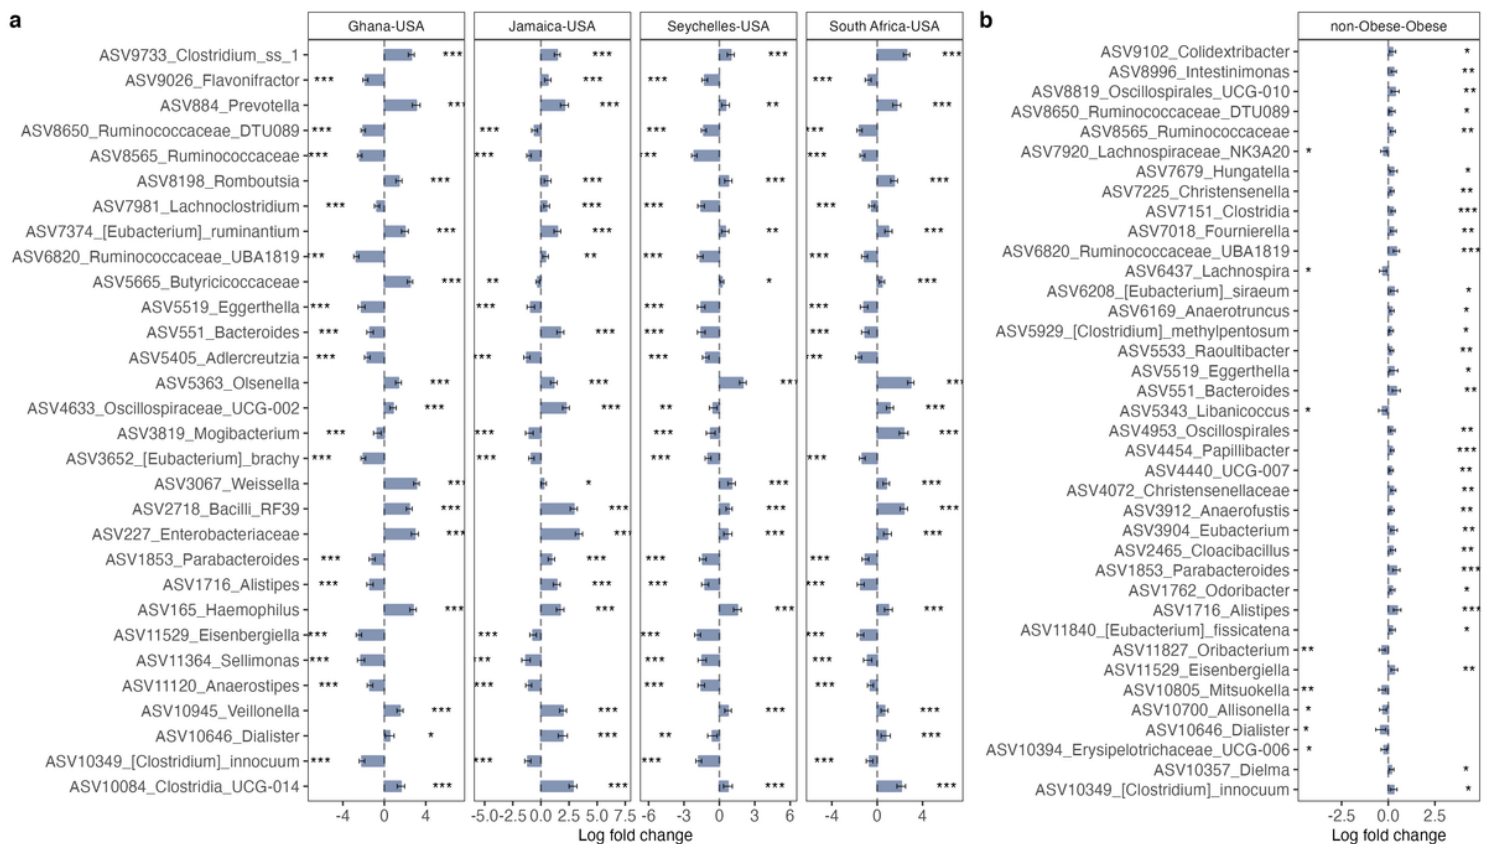 a
Ghana-USA Jamaica-USA Seychelles-USA South Africa-USA
ASV9733_Clostridium_ss_1 *** *** *** ***
ASV9026_Flavonifractor *** *** *** ***
ASV884_Prevotella *** *** ** ***
ASV8650_Ruminococcaceae_DTU089 *** *** *** ***
ASV8565_Ruminococcaceae *** *** *** ***
ASV8198_Romboutsia *** *** *** ***
ASV7981_Lachnoclostridium *** *** *** ***
ASV7374_[Eubacterium]_ruminantium *** *** ** ***
ASV6820_Ruminococcaceae_UBA1819 *** ** *** ***
ASV5665_Butyricicoccaceae *** ** * ***
ASV5519_Eggerthella *** *** *** ***
ASV551_Bacteroides *** *** *** ***
ASV5405_Adlercreutzia *** *** *** ***
ASV5363_Olsenella *** *** *** ***
ASV4633_Oscillospiraceae_UCG-002 *** *** ** ***
ASV3819_Mogibacterium *** *** *** ***
ASV3652_[Eubacterium]_brachy *** *** *** ***
ASV3067_Weissella *** * *** ***
ASV2718_Bacilli_RF39 *** *** *** ***
ASV227_Enterobacteriaceae *** *** *** ***
ASV1853_Parabacteroides *** *** *** ***
ASV1716_Alistipes *** *** *** ***
ASV165_Haemophilus *** *** *** ***
ASV11529_Eisenbergiella *** *** *** ***
ASV11364_Sellimonas *** *** *** ***
ASV11120_Anaerostipes *** *** *** ***
ASV10945_Veillonella *** *** *** ***
ASV10646_Dialister * *** ** ***
ASV10349_[Clostridium]_innocuum *** *** *** ***
ASV10084_Clostridia_UCG-014 *** *** *** ***
-4 0 4 -5.0 -2.5 0.0 2.5 5.0 7.5 -6 -3 0 3 6 -4 0 4
Log fold change
b
non-Obese-Obese
ASV9102_Colidextribacter *
ASV8996_Intestinimonas **
ASV8819_Oscillospirales_UCG-010 **
ASV8650_Ruminococcaceae_DTU089 *
ASV8565_Ruminococcaceae **
ASV7920_Lachnospiraceae_NK3A20 *
ASV7679_Hungatella *
ASV7225_Christensenella **
ASV7151_Clostridia ***
ASV7018_Fournierella **
ASV6820_Ruminococcaceae_UBA1819 ***
ASV6437_Lachnospira *
ASV6208_[Eubacterium]_siraeum *
ASV6169_Anaerotruncus *
ASV5929_[Clostridium]_methylpentosum *
ASV5533_Raoultibacter **
ASV5519_Eggerthella *
ASV551_Bacteroides **
ASV5343_Libanicoccus *
ASV4953_Oscillospirales **
ASV4454_Papillibacter ***
ASV4440_UCG-007 **
ASV4072_Christensenellaceae **
ASV3912_Anaerofustis **
ASV3904_Eubacterium **
ASV2465_Cloacibacillus **
ASV1853_Parabacteroides ***
ASV1762_Odoribacter *
ASV1716_Alistipes ***
ASV11840_[Eubacterium]_fissicatena *
ASV11827_Oribacterium **
ASV11529_Eisenbergiella **
ASV10805_Mitsuokella **
ASV10700_Allisonella *
ASV10646_Dialister *
ASV10394_Erysipelotrichaceae_UCG-006 *
ASV10357_Dielma *
ASV10349_[Clostridium]_innocuum *
-2.5 0.0 2.5
Log fold change